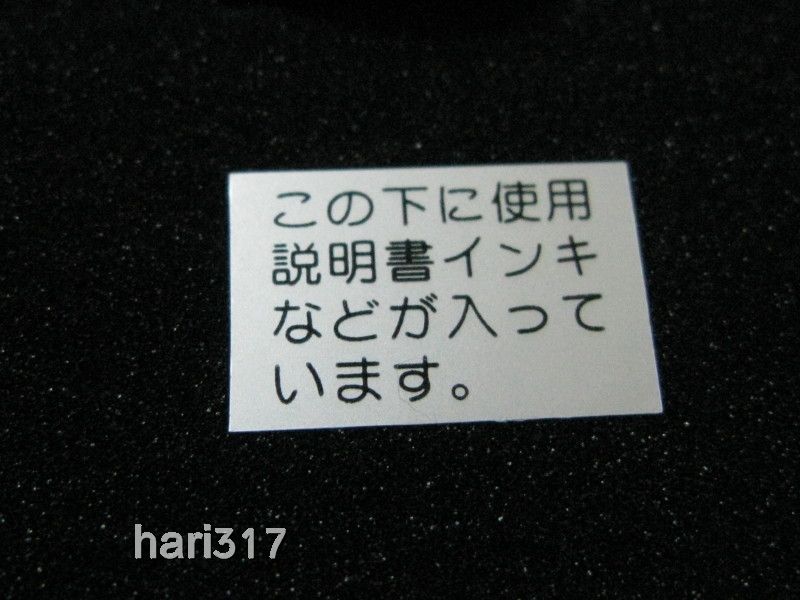 この下に使用
説明書インキ
などが入って
います。
hari317